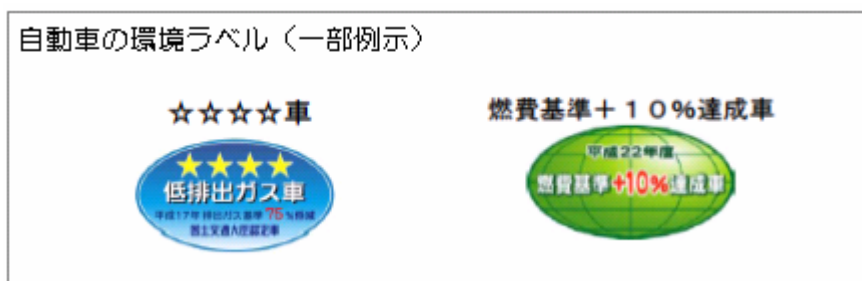 自動車の環境ラベル（一部例示）
☆☆☆☆車
低排出ガス車
平成17年排出ガス基準75%低減
国土交通大臣認定車
燃費基準＋１０％達成車
平成22年度
燃費基準+10%達成車